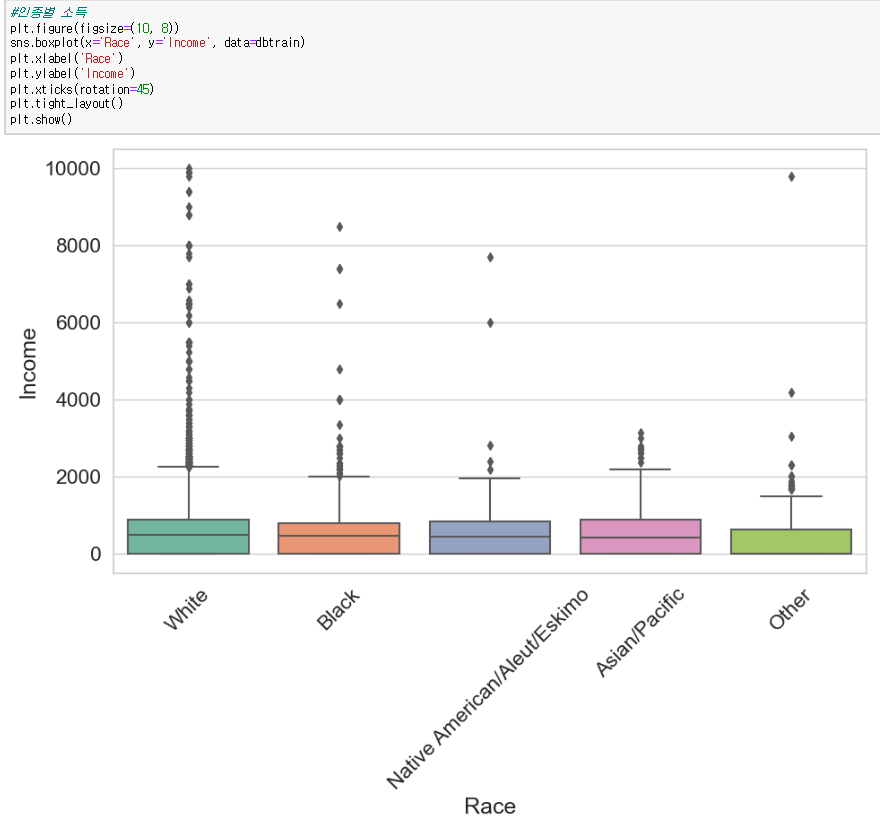 #인종별 소득
plt.figure(figsize=(10, 8))
sns.boxplot(x='Race', y='Income', data=dbtrain)
plt.xlabel('Race')
plt.ylabel('Income')
plt.xticks(rotation=45)
plt.tight_layout()
plt.show()
10000
8000
6000
4000
2000
0
Income
White
Black
Native American/Aleut/Eskimo
Asian/Pacific
Other
Race